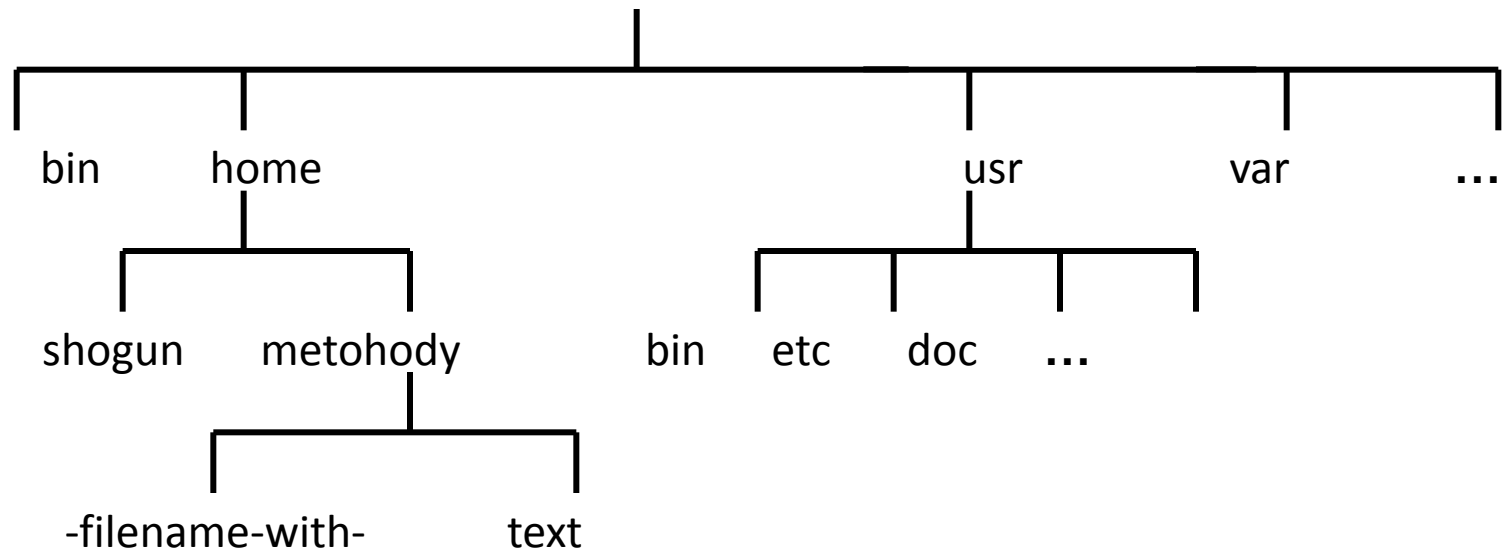 bin home usr var ...
shogun metohody bin etc doc ...
-filename-with- text